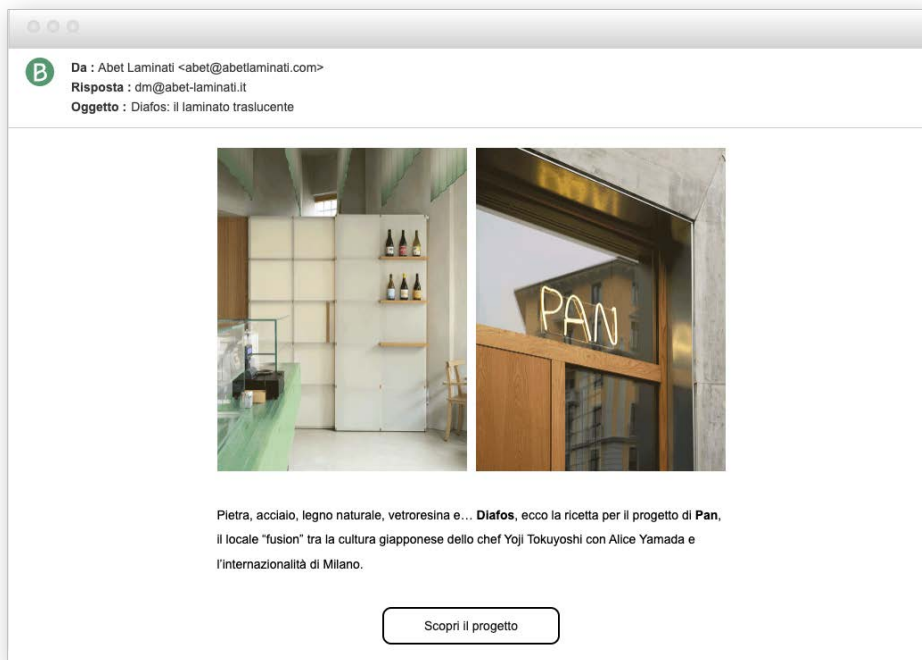 B
Da : Abet Laminati <abet@abetlaminati.com>
Risposta : dm@abet-laminati.it
Oggetto : Diafos: il laminato traslucente
PAN
Pietra, acciaio, legno naturale, vetroresina e… Diafos, ecco la ricetta per il progetto di Pan,
il locale “fusion” tra la cultura giapponese dello chef Yoji Tokuyoshi con Alice Yamada e
l’internazionalità di Milano.
Scopri il progetto